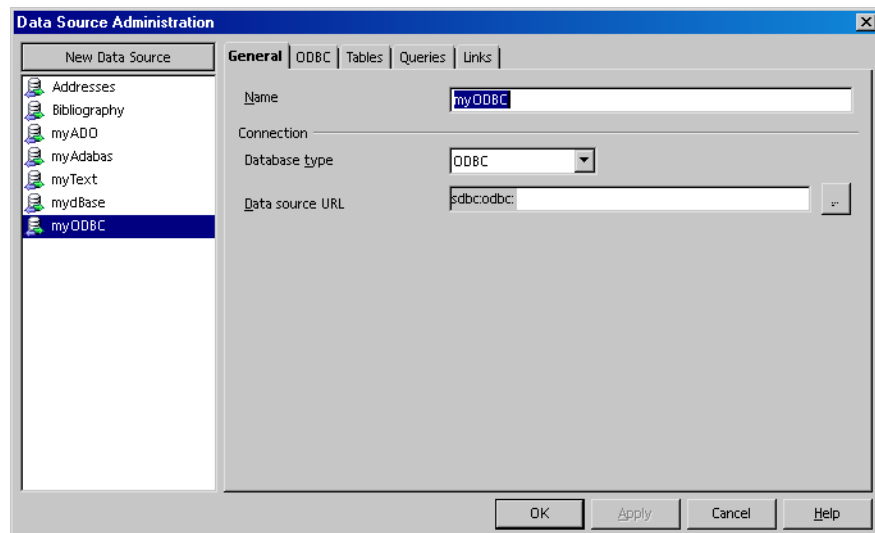 Data Source Administration
New Data Source
Addresses
Bibliography
myADO
myAdabas
myText
mydBase
myODBC
General ODBC Tables Queries Links
Name myODBC
Connection
Database type ODBC
Data source URL sdbc:odbc: ...
OK Apply Cancel Help